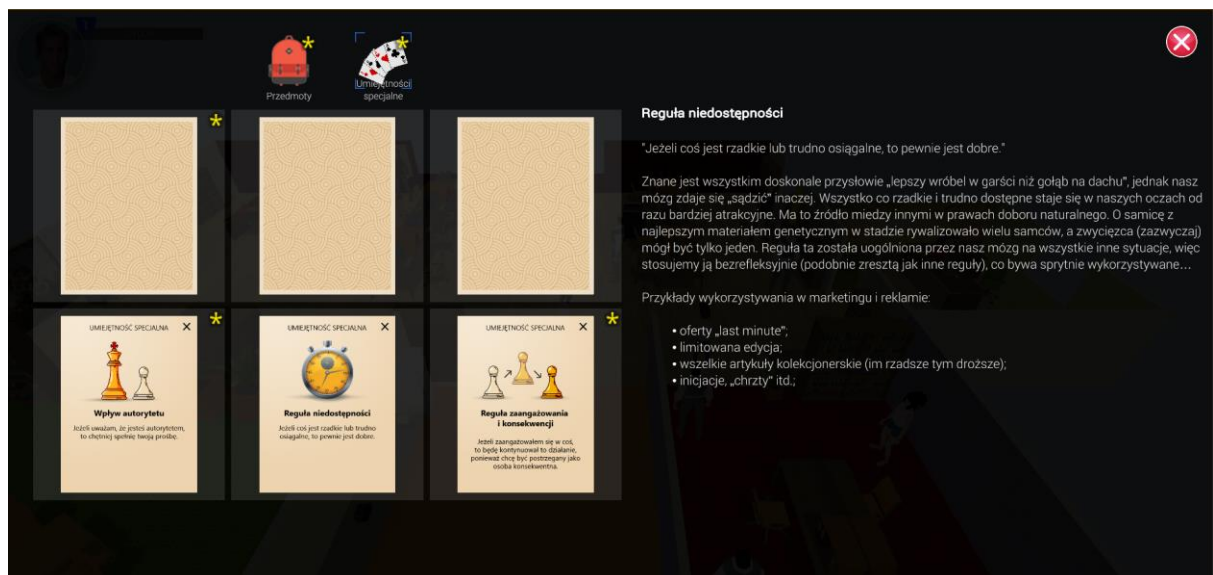 Przedmioty
Umiejętności
specjalne
UMIEJĘTNOŚĆ SPECJALNA
Wpływ autorytetu
Jeżeli uważam, że jesteś autorytetem,
to chętniej spełnię twoją prośbę.
UMIEJĘTNOŚĆ SPECJALNA
Reguła niedostępności
Jeżeli coś jest rzadkie lub trudno
osiągalne, to pewnie jest dobre.
UMIEJĘTNOŚĆ SPECJALNA
Reguła zaangażowania
i konsekwencji
Jeżeli zaangażowałem się w coś,
to będę kontynuował to działanie,
ponieważ chcę być postrzegany jako
osoba konsekwentna.
Reguła niedostępności
"Jeżeli coś jest rzadkie lub trudno osiągalne, to pewnie jest dobre."
Znane jest wszystkim doskonale przysłowie „lepszy wróbel w garści niż gołąb na dachu", jednak nasz
mózg zdaje się „sądzić" inaczej. Wszystko co rzadkie i trudno dostępne staje się w naszych oczach od
razu bardziej atrakcyjne. Ma to źródło miedzy innymi w prawach doboru naturalnego. O samicę z
najlepszym materiałem genetycznym w stadzie rywalizowało wielu samców, a zwycięzca (zazwyczaj)
mógł być tylko jeden. Reguła ta została uogólniona przez nasz mózg na wszystkie inne sytuacje, więc
stosujemy ją bezrefleksyjnie (podobnie zresztą jak inne reguły), co bywa sprytnie wykorzystywane...
Przykłady wykorzystywania w marketingu i reklamie:
• oferty „last minute";
• limitowana edycja;
• wszelkie artykuły kolekcjonerskie (im rzadsze tym droższe);
• inicjacje, „chrzty" itd.;